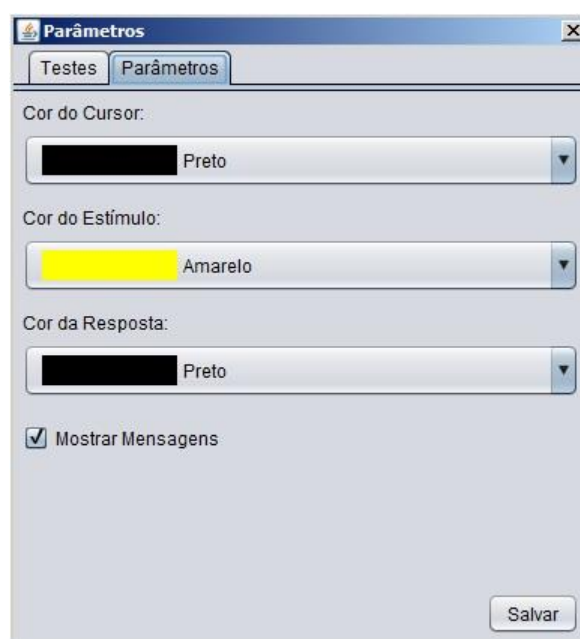 Parâmetros
Testes Parâmetros
Cor do Cursor:
Preto
Cor do Estímulo:
Amarelo
Cor da Resposta:
Preto
Mostrar Mensagens
Salvar